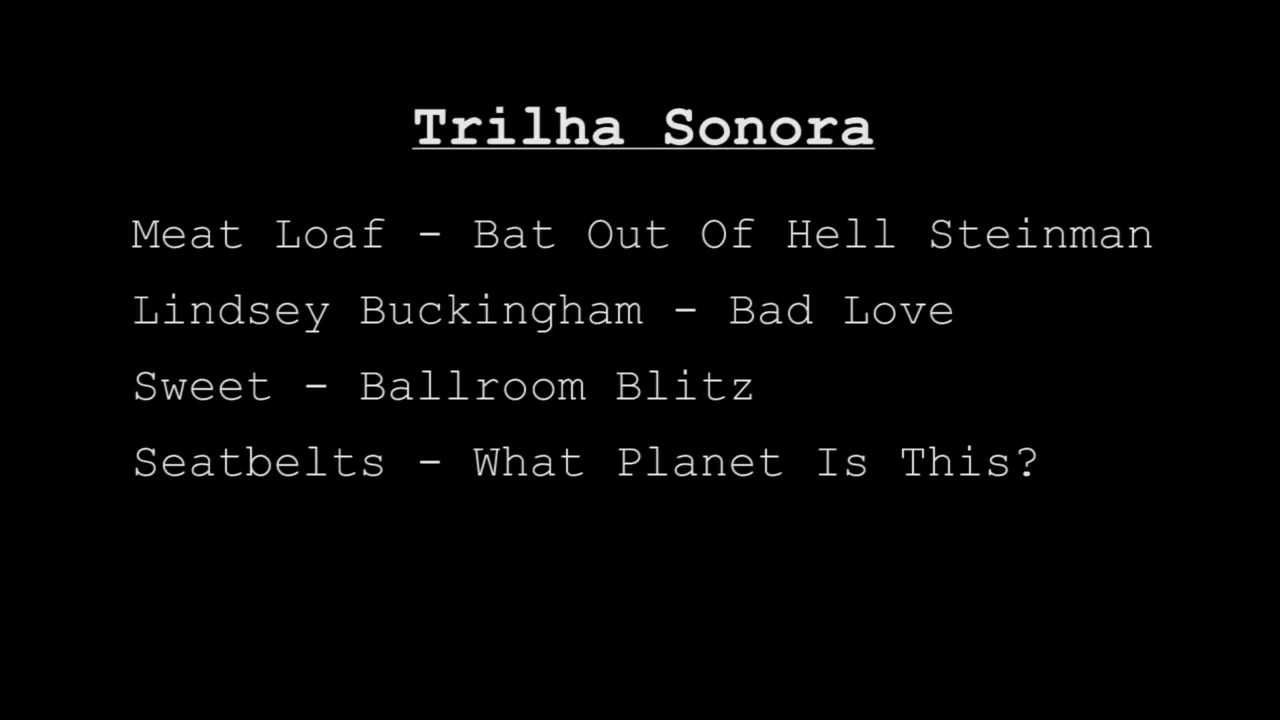 Trilha Sonora
Meat Loaf - Bat Out Of Hell Steinman
Lindsey Buckingham - Bad Love
Sweet - Ballroom Blitz
Seatbelts - What Planet Is This?